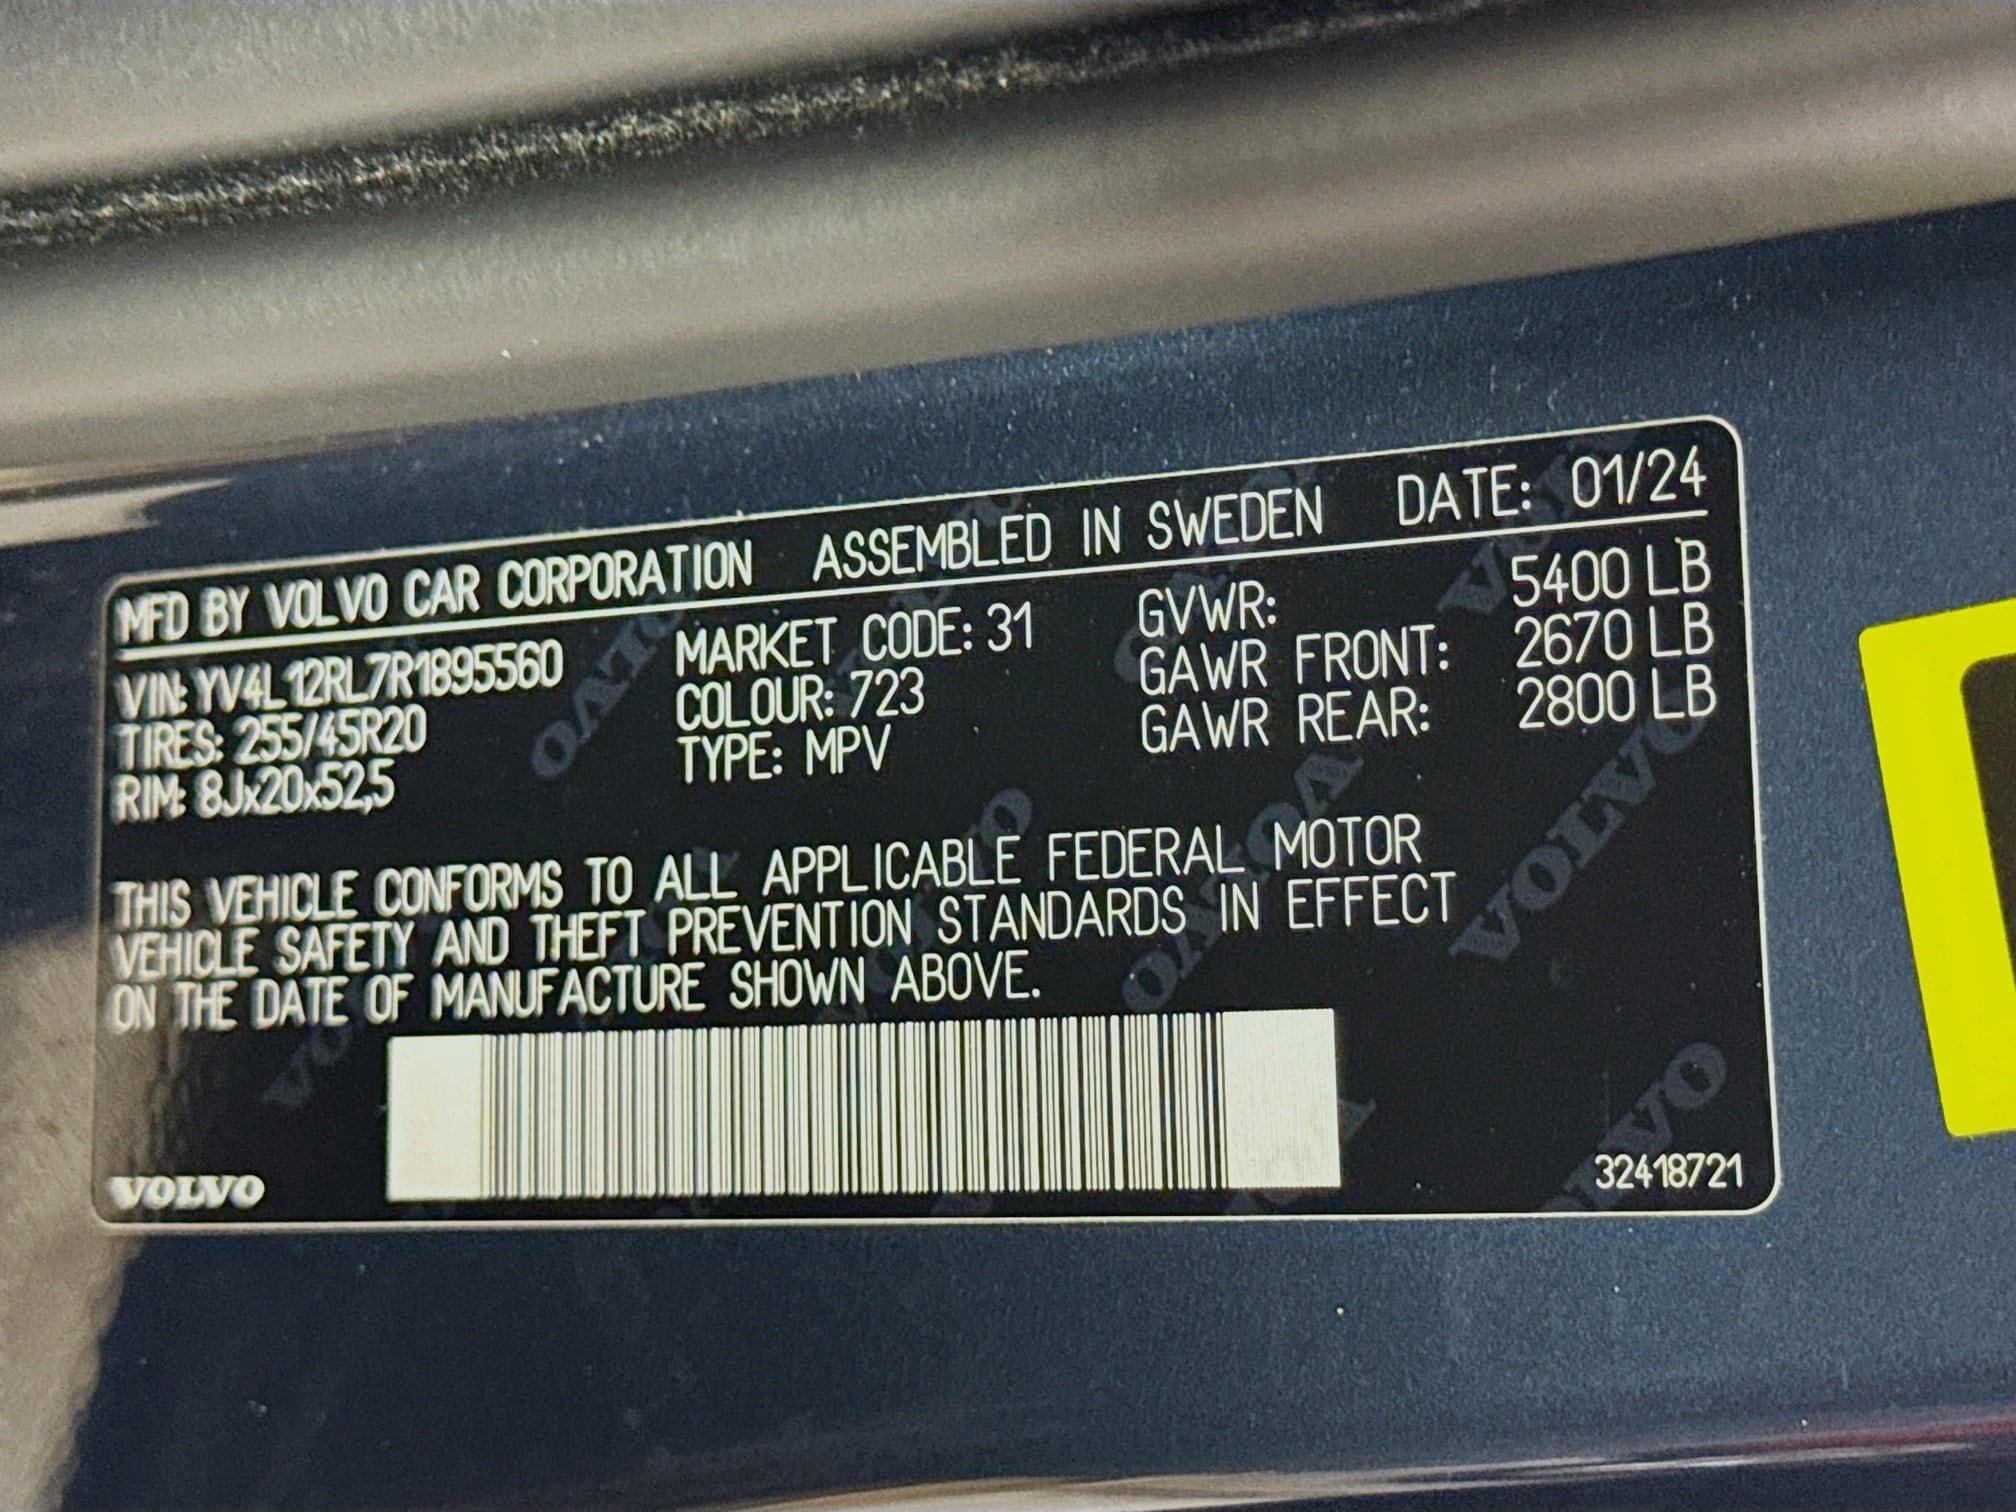 MFD BY VOLVO CAR CORPORATION ASSEMBLED IN SWEDEN DATE: 01/24
VIN: YV4L12RL7R1895560 MARKET CODE: 31 GVWR: 5400 LB
TIRES: 255/45R20 COLOUR: 723 GAWR FRONT: 2670 LB
RIM: 8Jx20x52,5 TYPE: MPV GAWR REAR: 2800 LB
THIS VEHICLE CONFORMS TO ALL APPLICABLE FEDERAL MOTOR
VEHICLE SAFETY AND THEFT PREVENTION STANDARDS IN EFFECT
ON THE DATE OF MANUFACTURE SHOWN ABOVE.
VOLVO 32418721